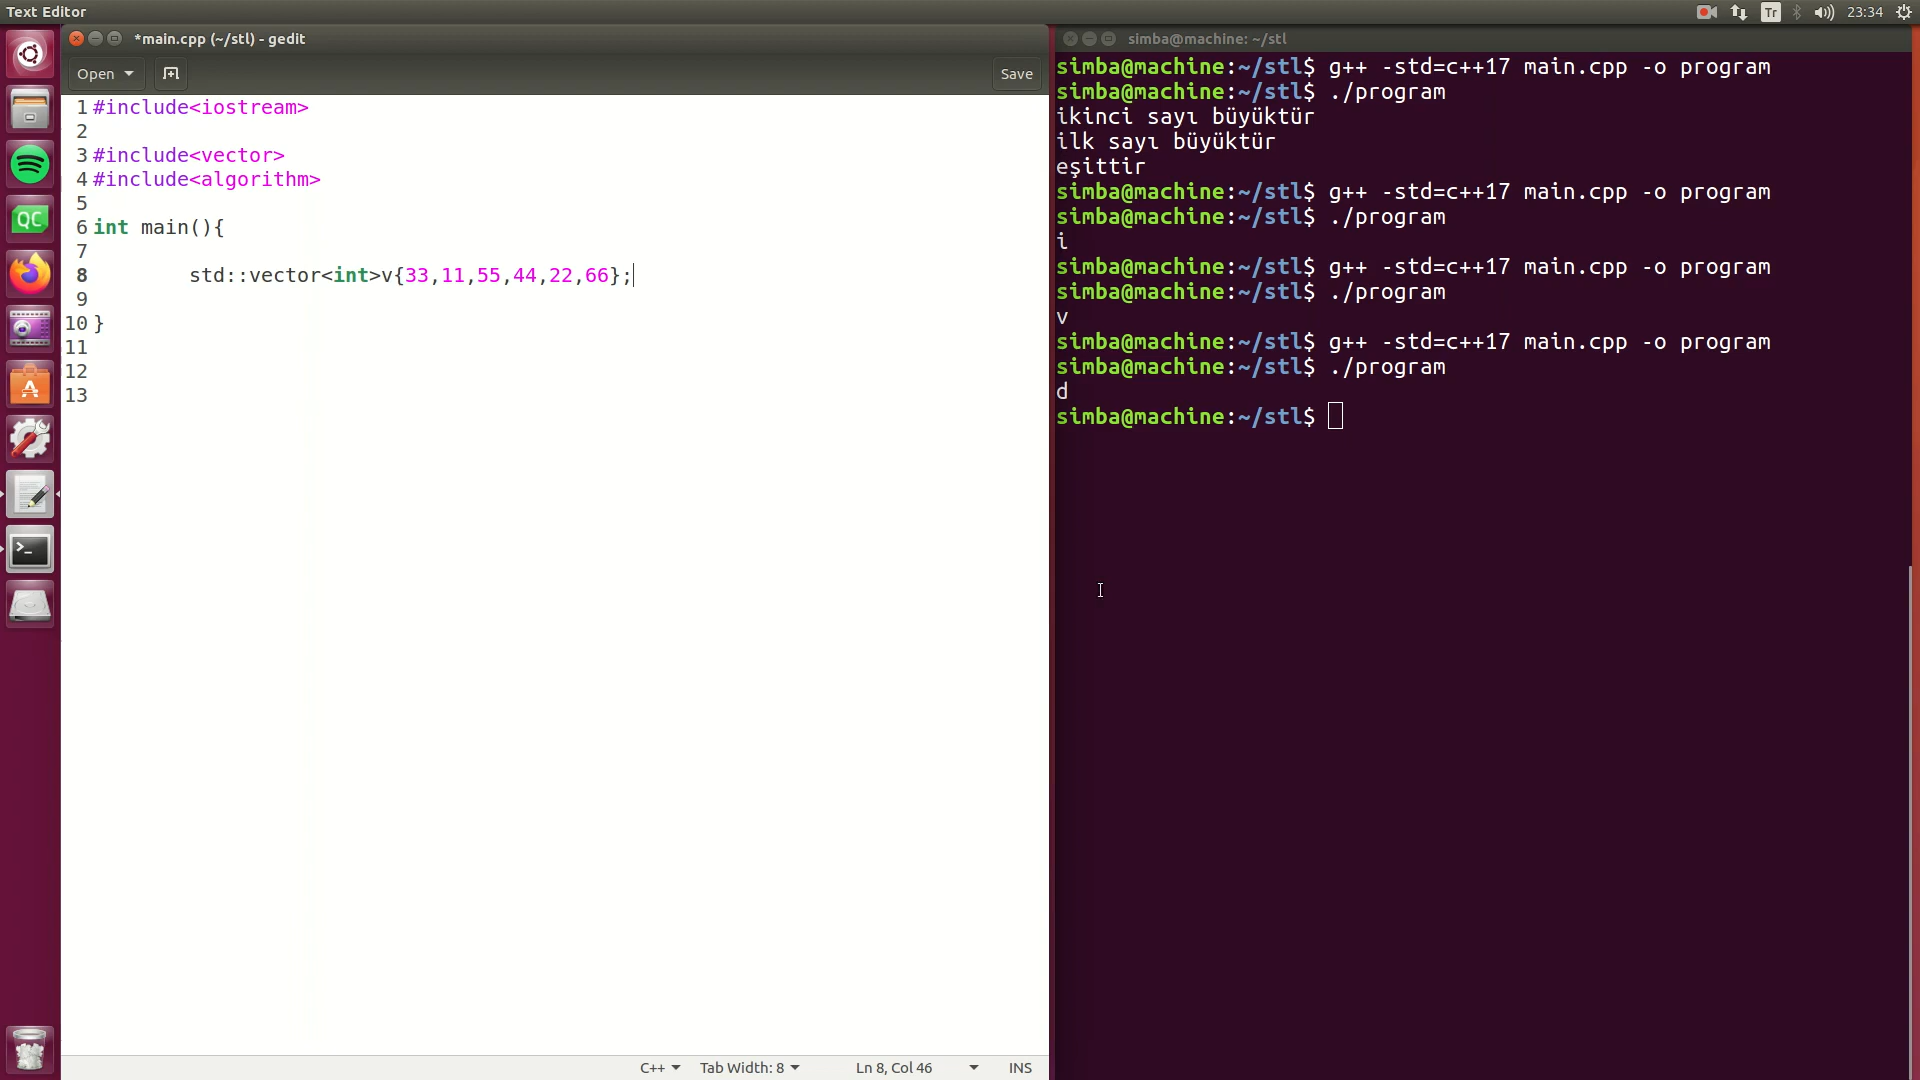 Text Editor
Tr
23:34
*main.cpp (~/stl) - gedit
Open
Save
1 #include<iostream>
2
3 #include<vector>
4 #include<algorithm>
5
6 int main(){
7
8 std::vector<int>v{33,11,55,44,22,66};
9
10 }
11
12
13
C++
Tab Width: 8
Ln 8, Col 46
INS
QC
A
>_
simba@machine: ~/stl
simba@machine:~/stl$ g++ -std=c++17 main.cpp -o program
simba@machine:~/stl$ ./program
ikinci sayı büyüktür
ilk sayı büyüktür
eşittir
simba@machine:~/stl$ g++ -std=c++17 main.cpp -o program
simba@machine:~/stl$ ./program
i
simba@machine:~/stl$ g++ -std=c++17 main.cpp -o program
simba@machine:~/stl$ ./program
v
simba@machine:~/stl$ g++ -std=c++17 main.cpp -o program
simba@machine:~/stl$ ./program
d
simba@machine:~/stl$